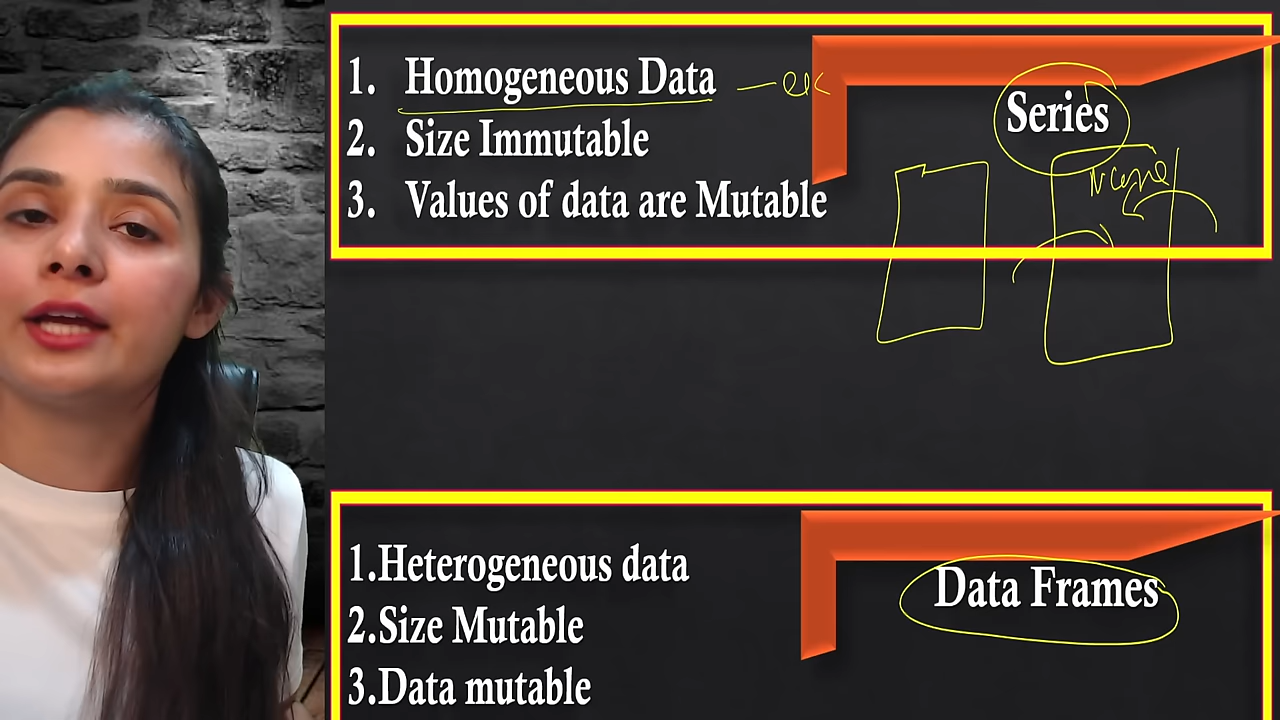 1. Homogeneous Data
2. Size Immutable
3. Values of data are Mutable
Series
1.Heterogeneous data
2.Size Mutable
3.Data mutable
Data Frames